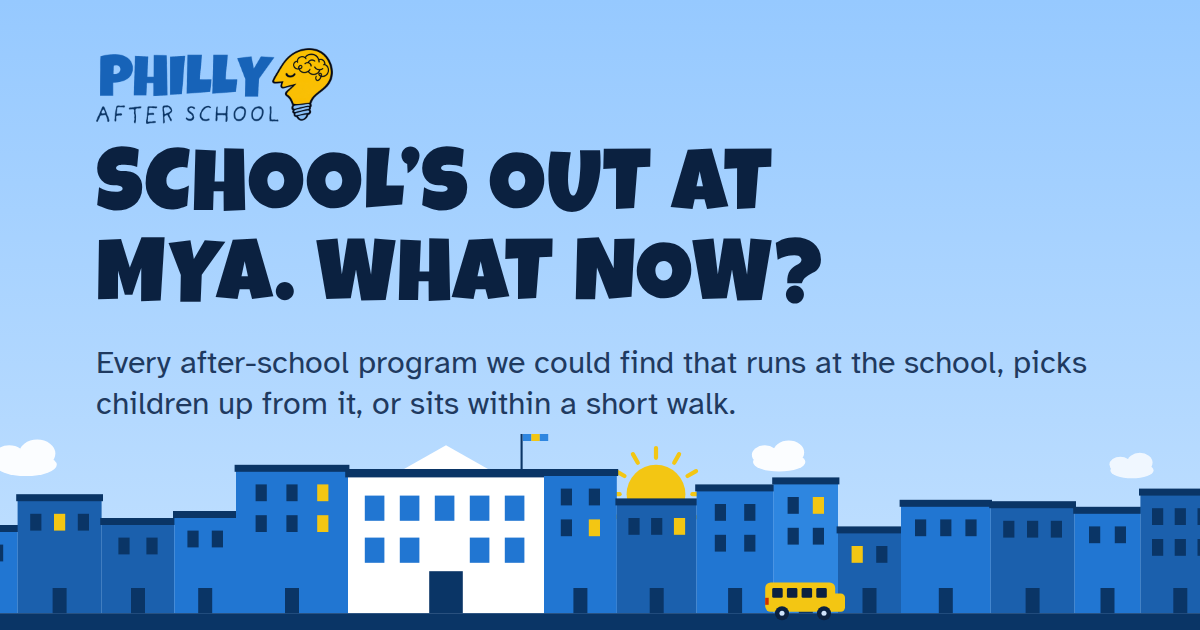 PHILLY
AFTER SCHOOL
SCHOOL’S OUT AT
MYA. WHAT NOW?
Every after-school program we could find that runs at the school, picks
children up from it, or sits within a short walk.